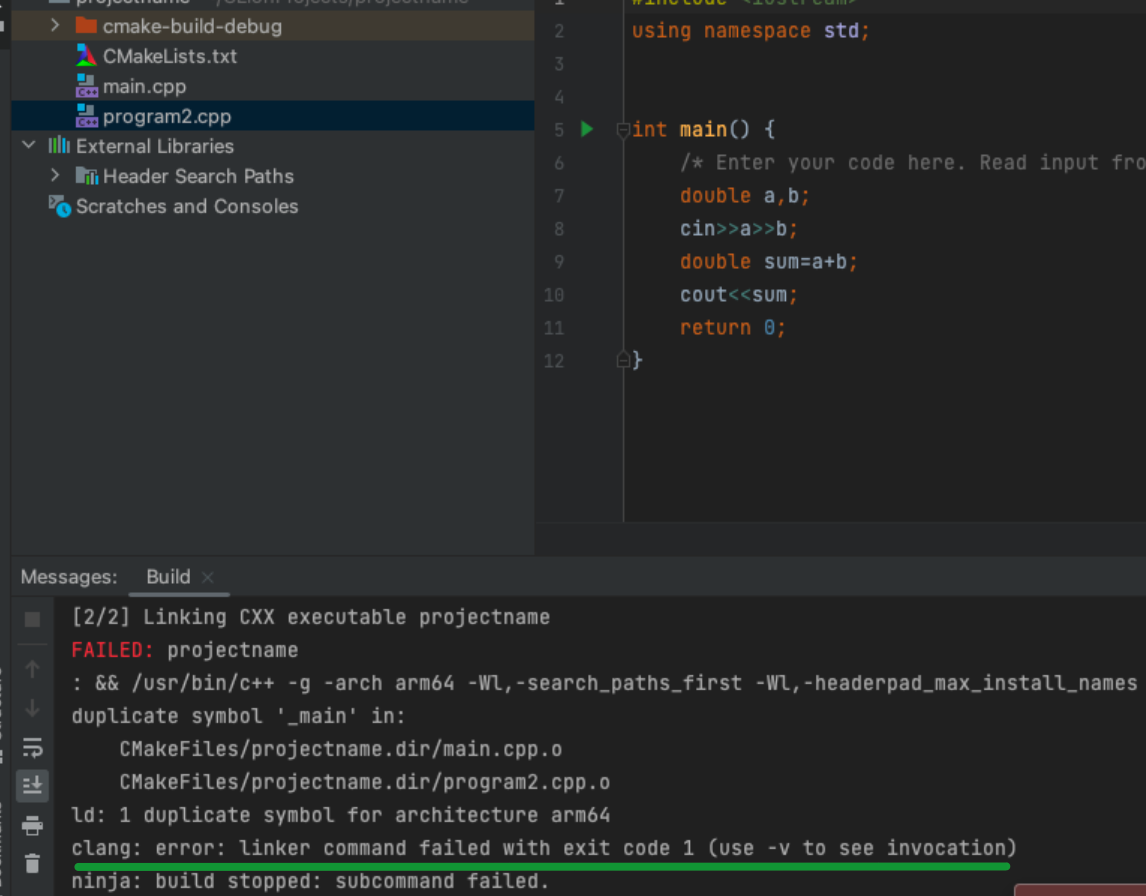 projectname ~/CLionProjects/projectname
cmake-build-debug
CMakeLists.txt
main.cpp
program2.cpp
External Libraries
Header Search Paths
Scratches and Consoles
1 #include <iostream>
2 using namespace std;
3
4
5 int main() {
6 /* Enter your code here. Read input fro
7 double a,b;
8 cin>>a>>b;
9 double sum=a+b;
10 cout<<sum;
11 return 0;
12 }
Messages: Build ×
[2/2] Linking CXX executable projectname
FAILED: projectname
: && /usr/bin/c++ -g -arch arm64 -Wl,-search_paths_first -Wl,-headerpad_max_install_names
duplicate symbol '_main' in:
CMakeFiles/projectname.dir/main.cpp.o
CMakeFiles/projectname.dir/program2.cpp.o
ld: 1 duplicate symbol for architecture arm64
clang: error: linker command failed with exit code 1 (use -v to see invocation)
ninja: build stopped: subcommand failed.